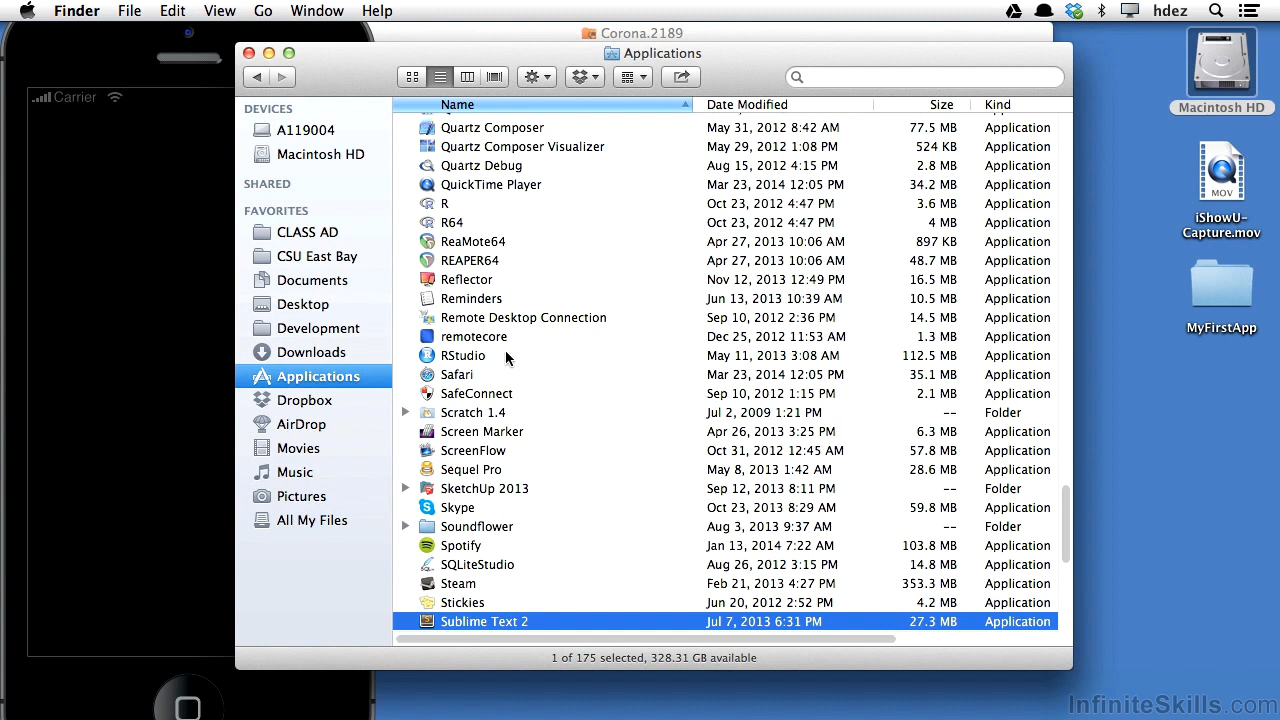 Finder File Edit View Go Window Help hdez
Corona.2189
Applications
Carrier
DEVICES
A119004
Macintosh HD
SHARED
FAVORITES
CLASS AD
CSU East Bay
Documents
Desktop
Development
Downloads
Applications
Dropbox
AirDrop
Movies
Music
Pictures
All My Files
Name Date Modified Size Kind
Quartz Composer May 31, 2012 8:42 AM 77.5 MB Application
Quartz Composer Visualizer May 29, 2012 1:08 PM 524 KB Application
Quartz Debug Aug 15, 2012 4:15 PM 2.8 MB Application
QuickTime Player Mar 23, 2014 12:05 PM 34.2 MB Application
R Oct 23, 2012 4:47 PM 3.6 MB Application
R64 Oct 23, 2012 4:47 PM 4 MB Application
ReaMote64 Apr 27, 2013 10:06 AM 897 KB Application
REAPER64 Apr 27, 2013 10:06 AM 48.7 MB Application
Reflector Nov 12, 2013 12:49 PM 16.5 MB Application
Reminders Jun 13, 2013 10:39 AM 10.5 MB Application
Remote Desktop Connection Sep 10, 2012 2:36 PM 14.5 MB Application
remotecore Dec 25, 2012 11:53 AM 1.3 MB Application
RStudio May 11, 2013 3:08 AM 112.5 MB Application
Safari Mar 23, 2014 12:05 PM 35.1 MB Application
SafeConnect Sep 10, 2012 1:15 PM 2.1 MB Application
Scratch 1.4 Jul 2, 2009 1:21 PM -- Folder
Screen Marker Apr 26, 2013 3:25 PM 6.3 MB Application
ScreenFlow Oct 31, 2012 12:45 AM 57.8 MB Application
Sequel Pro May 8, 2013 1:42 AM 28.6 MB Application
SketchUp 2013 Sep 12, 2013 8:11 PM -- Folder
Skype Oct 23, 2013 8:29 AM 59.8 MB Application
Soundflower Aug 3, 2013 9:37 AM -- Folder
Spotify Jan 13, 2014 7:22 AM 103.8 MB Application
SQLiteStudio Aug 26, 2012 3:15 PM 14.8 MB Application
Steam Feb 21, 2013 4:27 PM 353.3 MB Application
Stickies Jun 20, 2012 2:52 PM 4.2 MB Application
Sublime Text 2 Jul 7, 2013 6:31 PM 27.3 MB Application
1 of 175 selected, 328.31 GB available
Macintosh HD
MOV
iShowU-
Capture.mov
MyFirstApp
InfiniteSkills.com